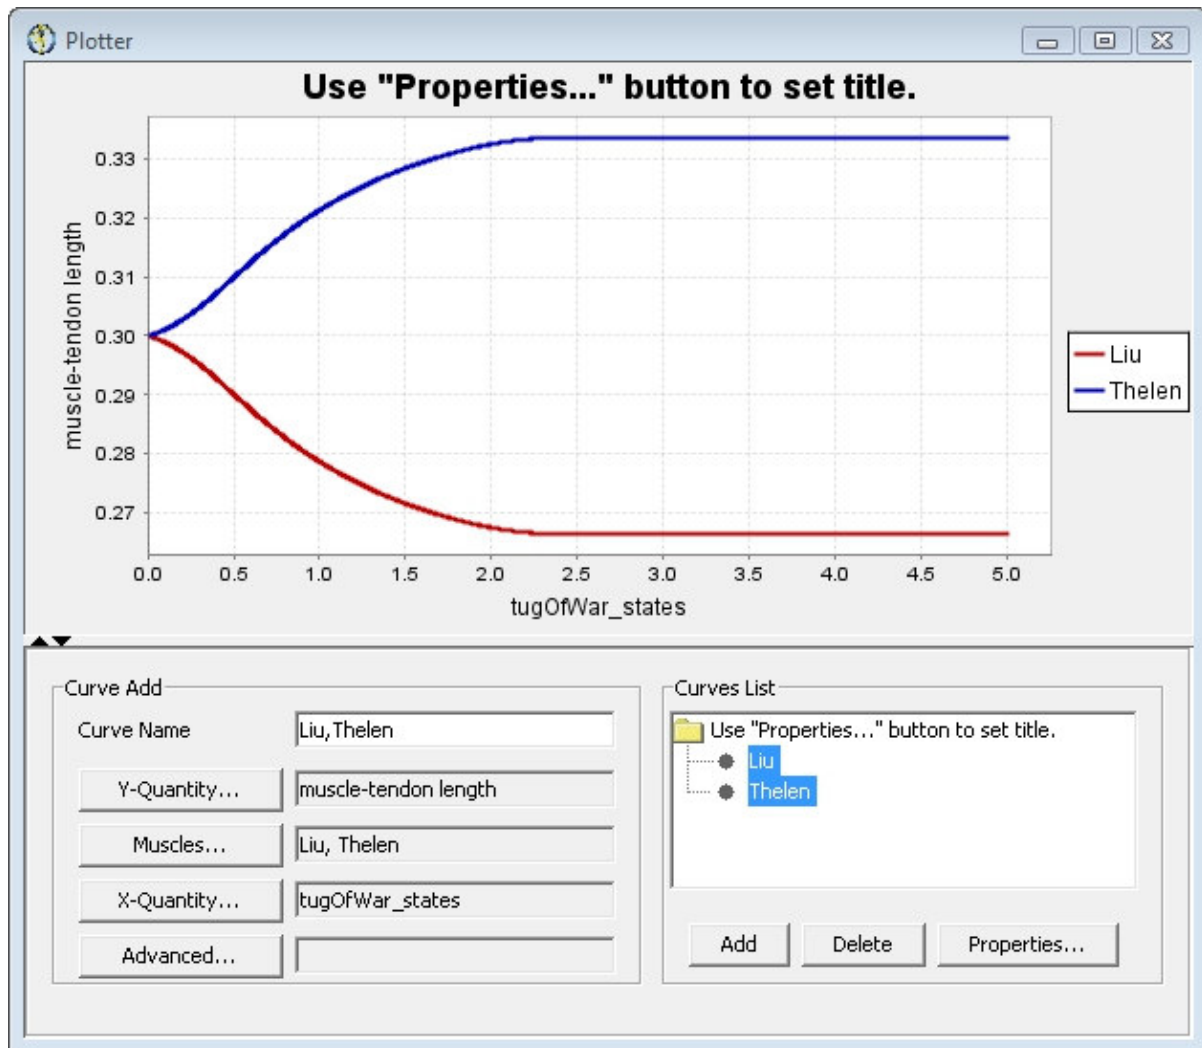 Plotter
Use "Properties..." button to set title.
muscle-tendon length
0.33
0.32
0.31
0.30
0.29
0.28
0.27
0.0 0.5 1.0 1.5 2.0 2.5 3.0 3.5 4.0 4.5 5.0
tugOfWar_states
Liu
Thelen
Curve Add
Curve Name Liu,Thelen
Y-Quantity... muscle-tendon length
Muscles... Liu, Thelen
X-Quantity... tugOfWar_states
Advanced...
Curves List
Use "Properties..." button to set title.
Liu
Thelen
Add Delete Properties...